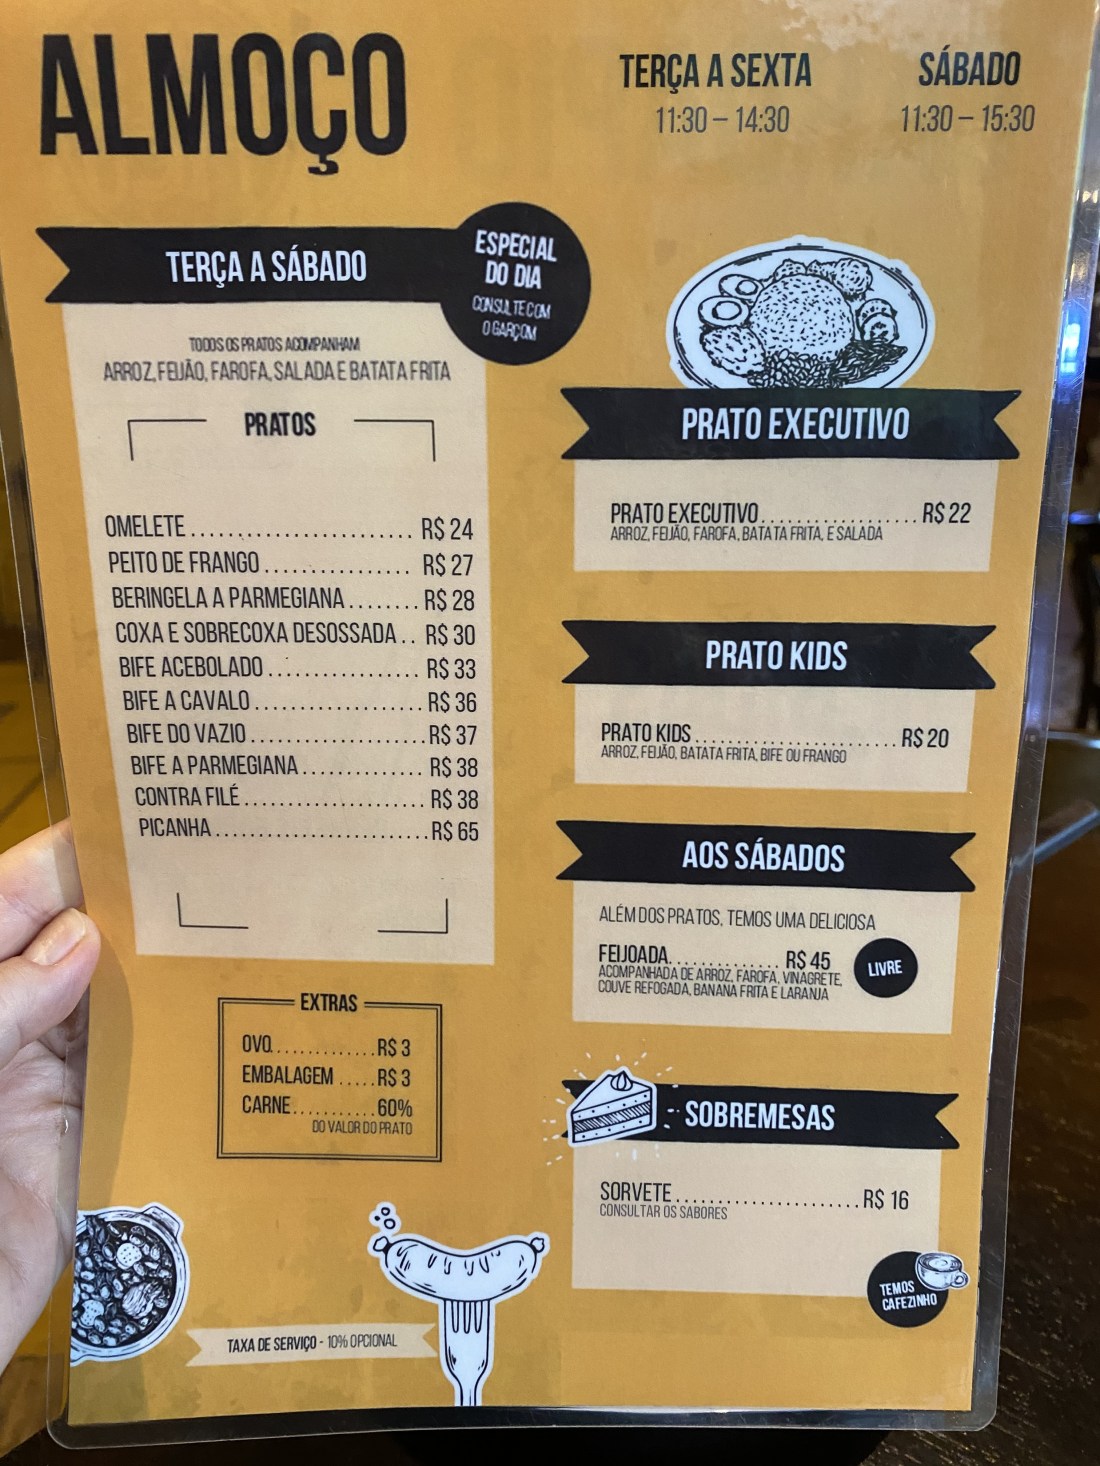 ALMOÇO
TERÇA A SEXTA
11:30 – 14:30
SÁBADO
11:30 – 15:30
TERÇA A SÁBADO
ESPECIAL
DO DIA
CONSULTE COM
O GARÇOM
TODOS OS PRATOS ACOMPANHAM
ARROZ, FEIJÃO, FAROFA, SALADA E BATATA FRITA
PRATOS
OMELETE ........................ R$ 24
PEITO DE FRANGO ................ R$ 27
BERINGELA A PARMEGIANA ........ R$ 28
COXA E SOBRECOXA DESOSSADA .. R$ 30
BIFE ACEBOLADO ................. R$ 33
BIFE A CAVALO ................... R$ 36
BIFE DO VAZIO .................... R$ 37
BIFE A PARMEGIANA ............. R$ 38
CONTRA FILÉ ..................... R$ 38
PICANHA ........................ R$ 65
EXTRAS
OVO ............. R$ 3
EMBALAGEM ..... R$ 3
CARNE ........... 60%
DO VALOR DO PRATO
TAXA DE SERVIÇO - 10% OPCIONAL
PRATO EXECUTIVO
PRATO EXECUTIVO .................. R$ 22
ARROZ, FEIJÃO, FAROFA, BATATA FRITA, E SALADA
PRATO KIDS
PRATO KIDS ....................... R$ 20
ARROZ, FEIJÃO, BATATA FRITA, BIFE OU FRANGO
AOS SÁBADOS
ALÉM DOS PRATOS, TEMOS UMA DELICIOSA
FEIJOADA ............. R$ 45
ACOMPANHADA DE ARROZ, FAROFA, VINAGRETE,
COUVE REFOGADA, BANANA FRITA E LARANJA
LIVRE
SOBREMESAS
SORVETE ..................... R$ 16
CONSULTAR OS SABORES
TEMOS
CAFEZINHO